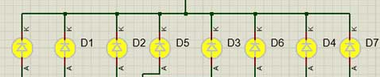 K K K K K K K K
D1 D2 D5 D3 D6 D4 D7
A A A A A A A A